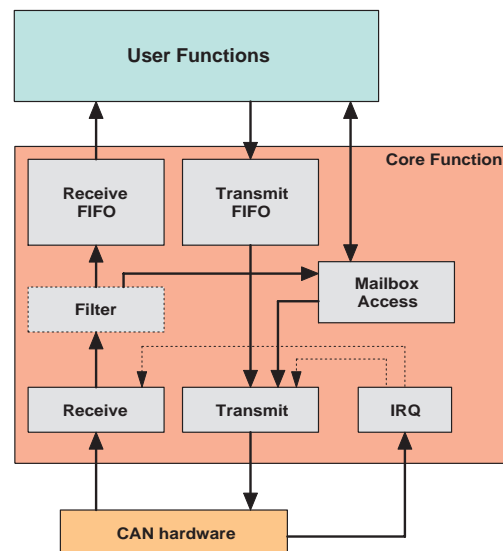 User Functions
Core Function
Receive
FIFO
Transmit
FIFO
Mailbox
Access
Filter
Receive
Transmit
IRQ
CAN hardware